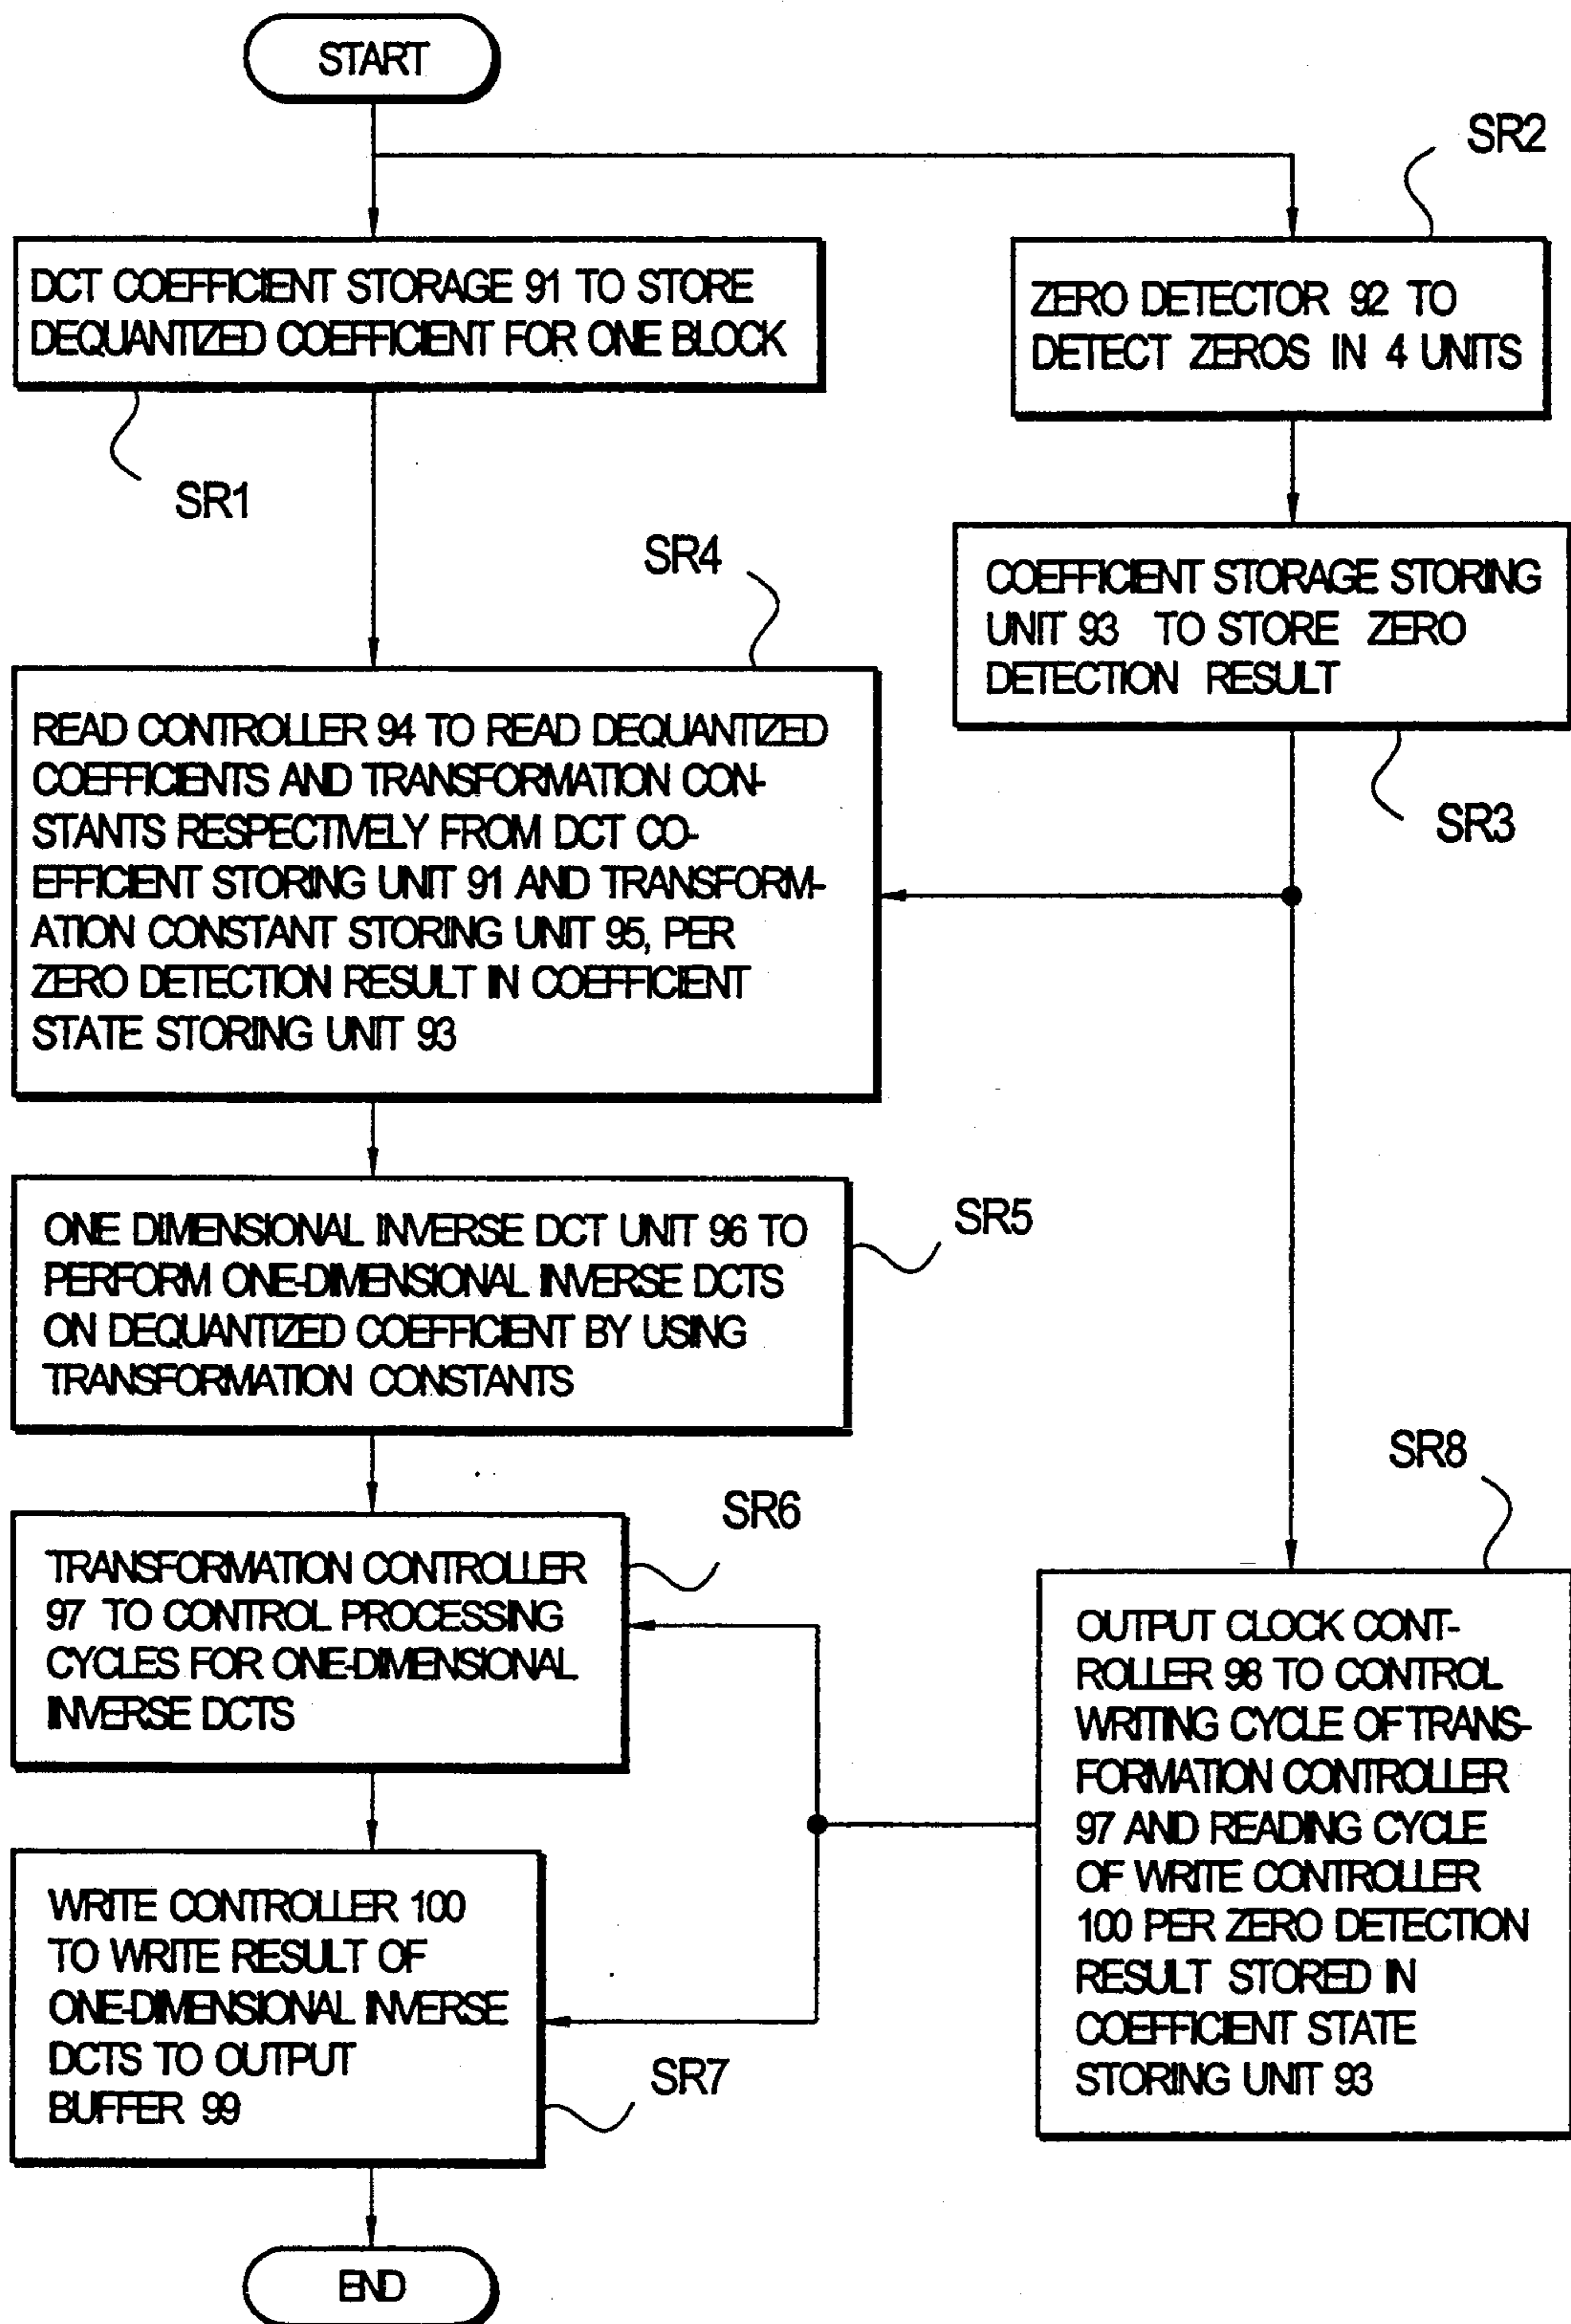 START
SR2
DCT COEFFICIENT STORAGE 91 TO STORE
DEQUANTIZED COEFFICIENT FOR ONE BLOCK
SR1
ZERO DETECTOR 92 TO
DETECT ZEROS IN 4 UNITS
COEFFICIENT STORAGE STORING
UNIT 93 TO STORE ZERO
DETECTION RESULT
SR3
SR4
READ CONTROLLER 94 TO READ DEQUANTIZED
COEFFICIENTS AND TRANSFORMATION CON-
STANTS RESPECTIVELY FROM DCT CO-
EFFICIENT STORING UNIT 91 AND TRANSFORM-
ATION CONSTANT STORING UNIT 95, PER
ZERO DETECTION RESULT IN COEFFICIENT
STATE STORING UNIT 93
ONE DIMENSIONAL INVERSE DCT UNIT 96 TO
PERFORM ONE-DIMENSIONAL INVERSE DCTS
ON DEQUANTIZED COEFFICIENT BY USING
TRANSFORMATION CONSTANTS
SR5
SR6
TRANSFORMATION CONTROLLER
97 TO CONTROL PROCESSING
CYCLES FOR ONE-DIMENSIONAL
INVERSE DCTS
SR8
OUTPUT CLOCK CONT-
ROLLER 98 TO CONTROL
WRITING CYCLE OF TRANS-
FORMATION CONTROLLER
97 AND READING CYCLE
OF WRITE CONTROLLER
100 PER ZERO DETECTION
RESULT STORED IN
COEFFICIENT STATE
STORING UNIT 93
WRITE CONTROLLER 100
TO WRITE RESULT OF
ONE-DIMENSIONAL INVERSE
DCTS TO OUTPUT
BUFFER 99
SR7
END